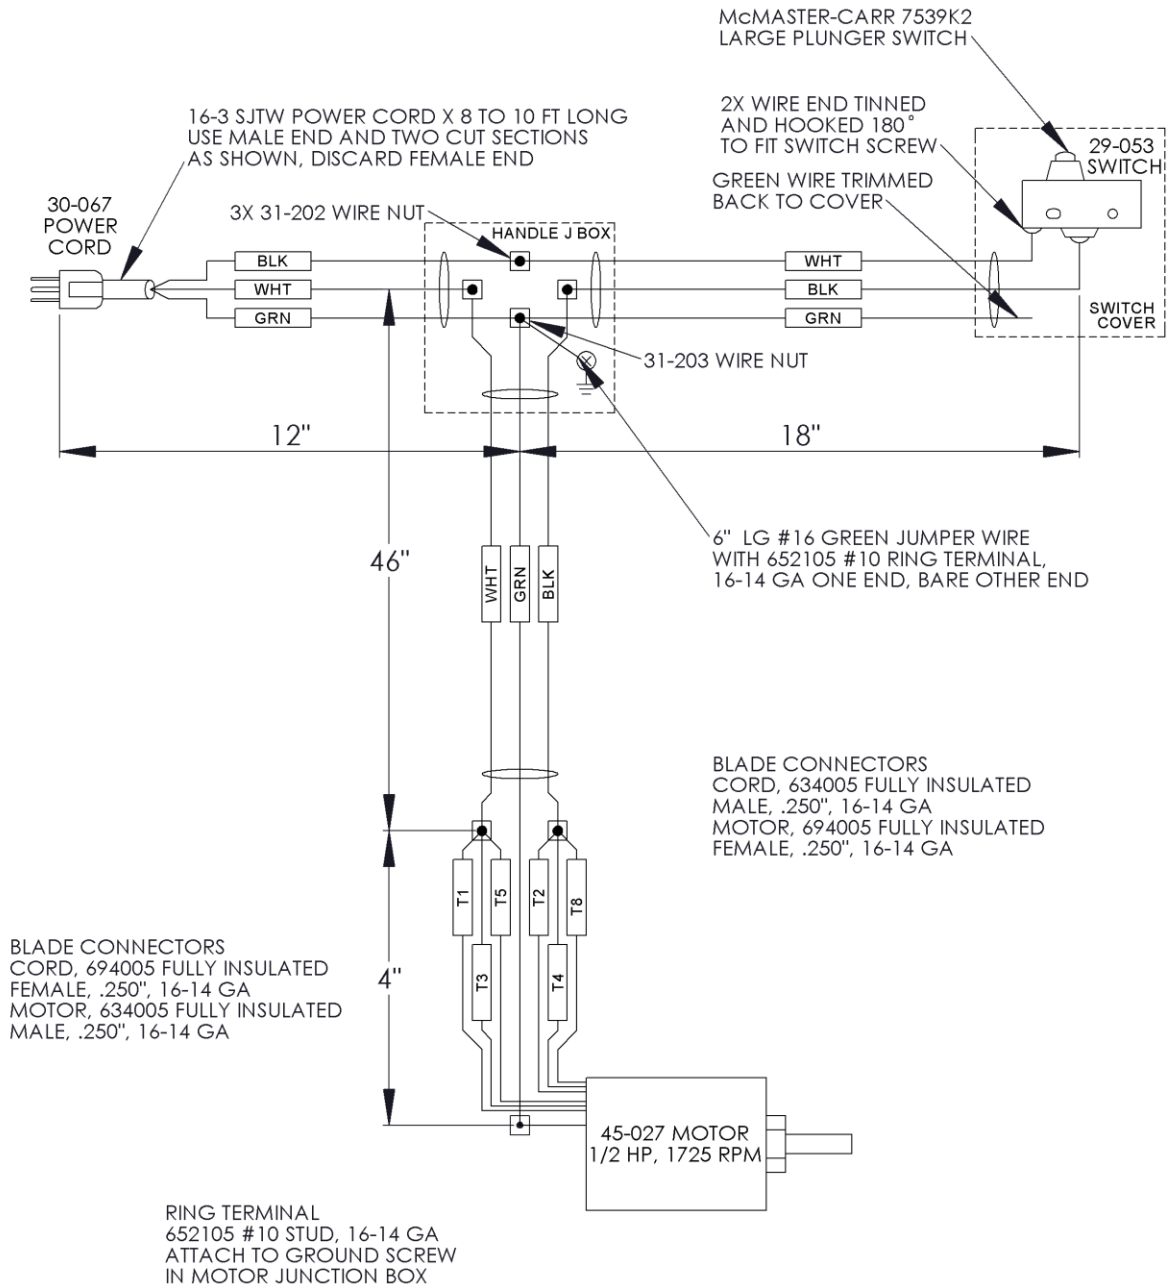 McMASTER-CARR 7539K2
LARGE PLUNGER SWITCH
16-3 SJTW POWER CORD X 8 TO 10 FT LONG
USE MALE END AND TWO CUT SECTIONS
AS SHOWN, DISCARD FEMALE END
2X WIRE END TINNED
AND HOOKED 180°
TO FIT SWITCH SCREW
29-053
SWITCH
GREEN WIRE TRIMMED
BACK TO COVER
30-067
POWER
CORD
3X 31-202 WIRE NUT
HANDLE J BOX
BLK
WHT
GRN
WHT
BLK
GRN
SWITCH
COVER
31-203 WIRE NUT
12"
18"
46"
6" LG #16 GREEN JUMPER WIRE
WITH 652105 #10 RING TERMINAL,
16-14 GA ONE END, BARE OTHER END
WHT
GRN
BLK
BLADE CONNECTORS
CORD, 634005 FULLY INSULATED
MALE, .250", 16-14 GA
MOTOR, 694005 FULLY INSULATED
FEMALE, .250", 16-14 GA
T1
T5
T2
T8
T3
T4
4"
BLADE CONNECTORS
CORD, 694005 FULLY INSULATED
FEMALE, .250", 16-14 GA
MOTOR, 634005 FULLY INSULATED
MALE, .250", 16-14 GA
45-027 MOTOR
1/2 HP, 1725 RPM
RING TERMINAL
652105 #10 STUD, 16-14 GA
ATTACH TO GROUND SCREW
IN MOTOR JUNCTION BOX